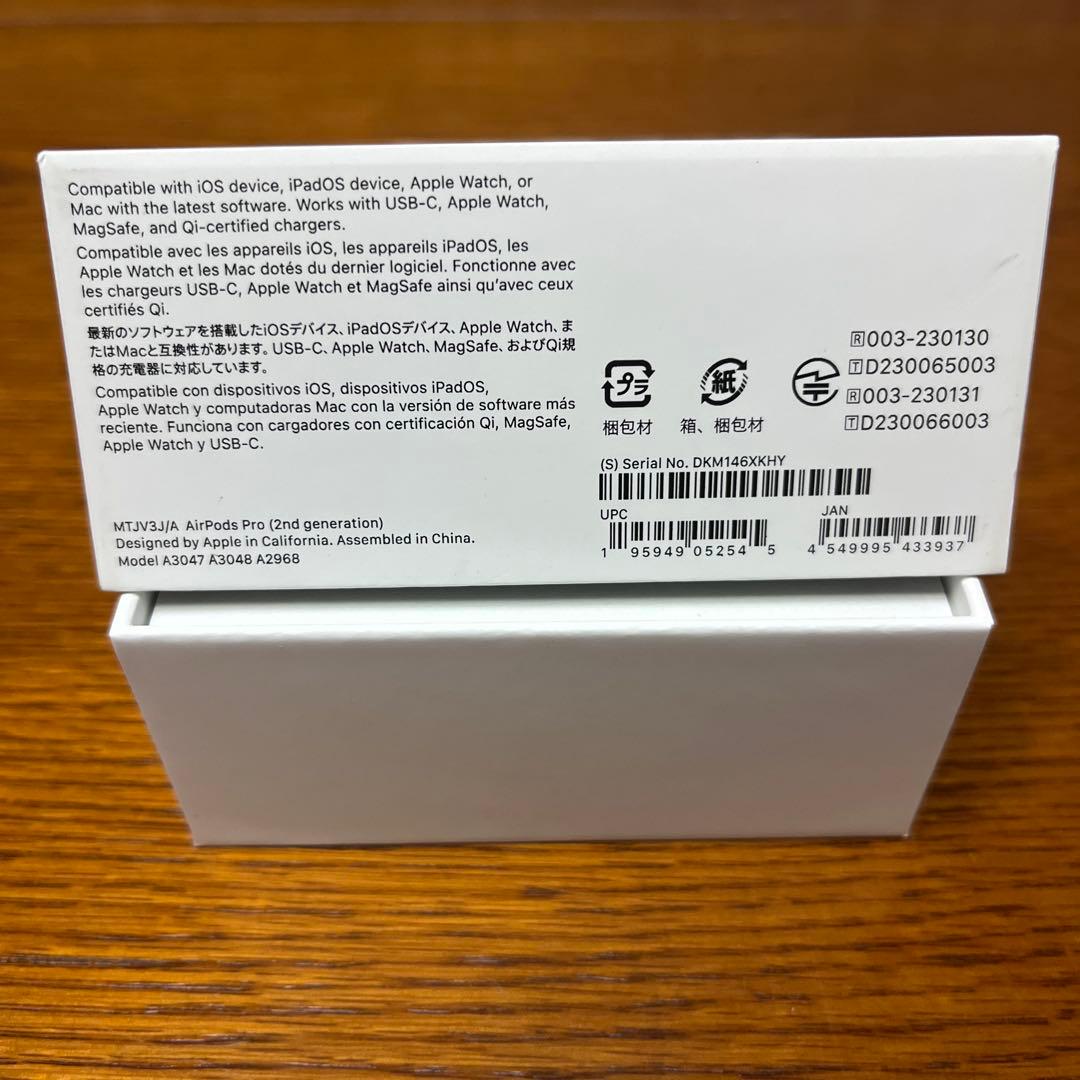 Compatible with iOS device, iPadOS device, Apple Watch, or
Mac with the latest software. Works with USB-C, Apple Watch,
MagSafe, and Qi-certified chargers.
Compatible avec les appareils iOS, les appareils iPadOS, les
Apple Watch et les Mac dotés du dernier logiciel. Fonctionne avec
les chargeurs USB-C, Apple Watch et MagSafe ainsi qu'avec ceux
certifiés Qi.
最新のソフトウェアを搭載したiOSデバイス、iPadOSデバイス、Apple Watch、ま
たはMacと互換性があります。USB-C、Apple Watch、MagSafe、およびQi規
格の充電器に対応しています。
Compatible con dispositivos iOS, dispositivos iPadOS,
Apple Watch y computadoras Mac con la versión de software más
reciente. Funciona con cargadores con certificación Qi, MagSafe,
Apple Watch y USB-C.
MTJV3J/A AirPods Pro (2nd generation)
Designed by Apple in California. Assembled in China.
Model A3047 A3048 A2968
プラ
梱包材
紙
箱、梱包材
R 003-230130
T D230065003
R 003-230131
T D230066003
(S) Serial No. DKM146XKHY
UPC
1 95949 05254 5
JAN
4 549995 433937